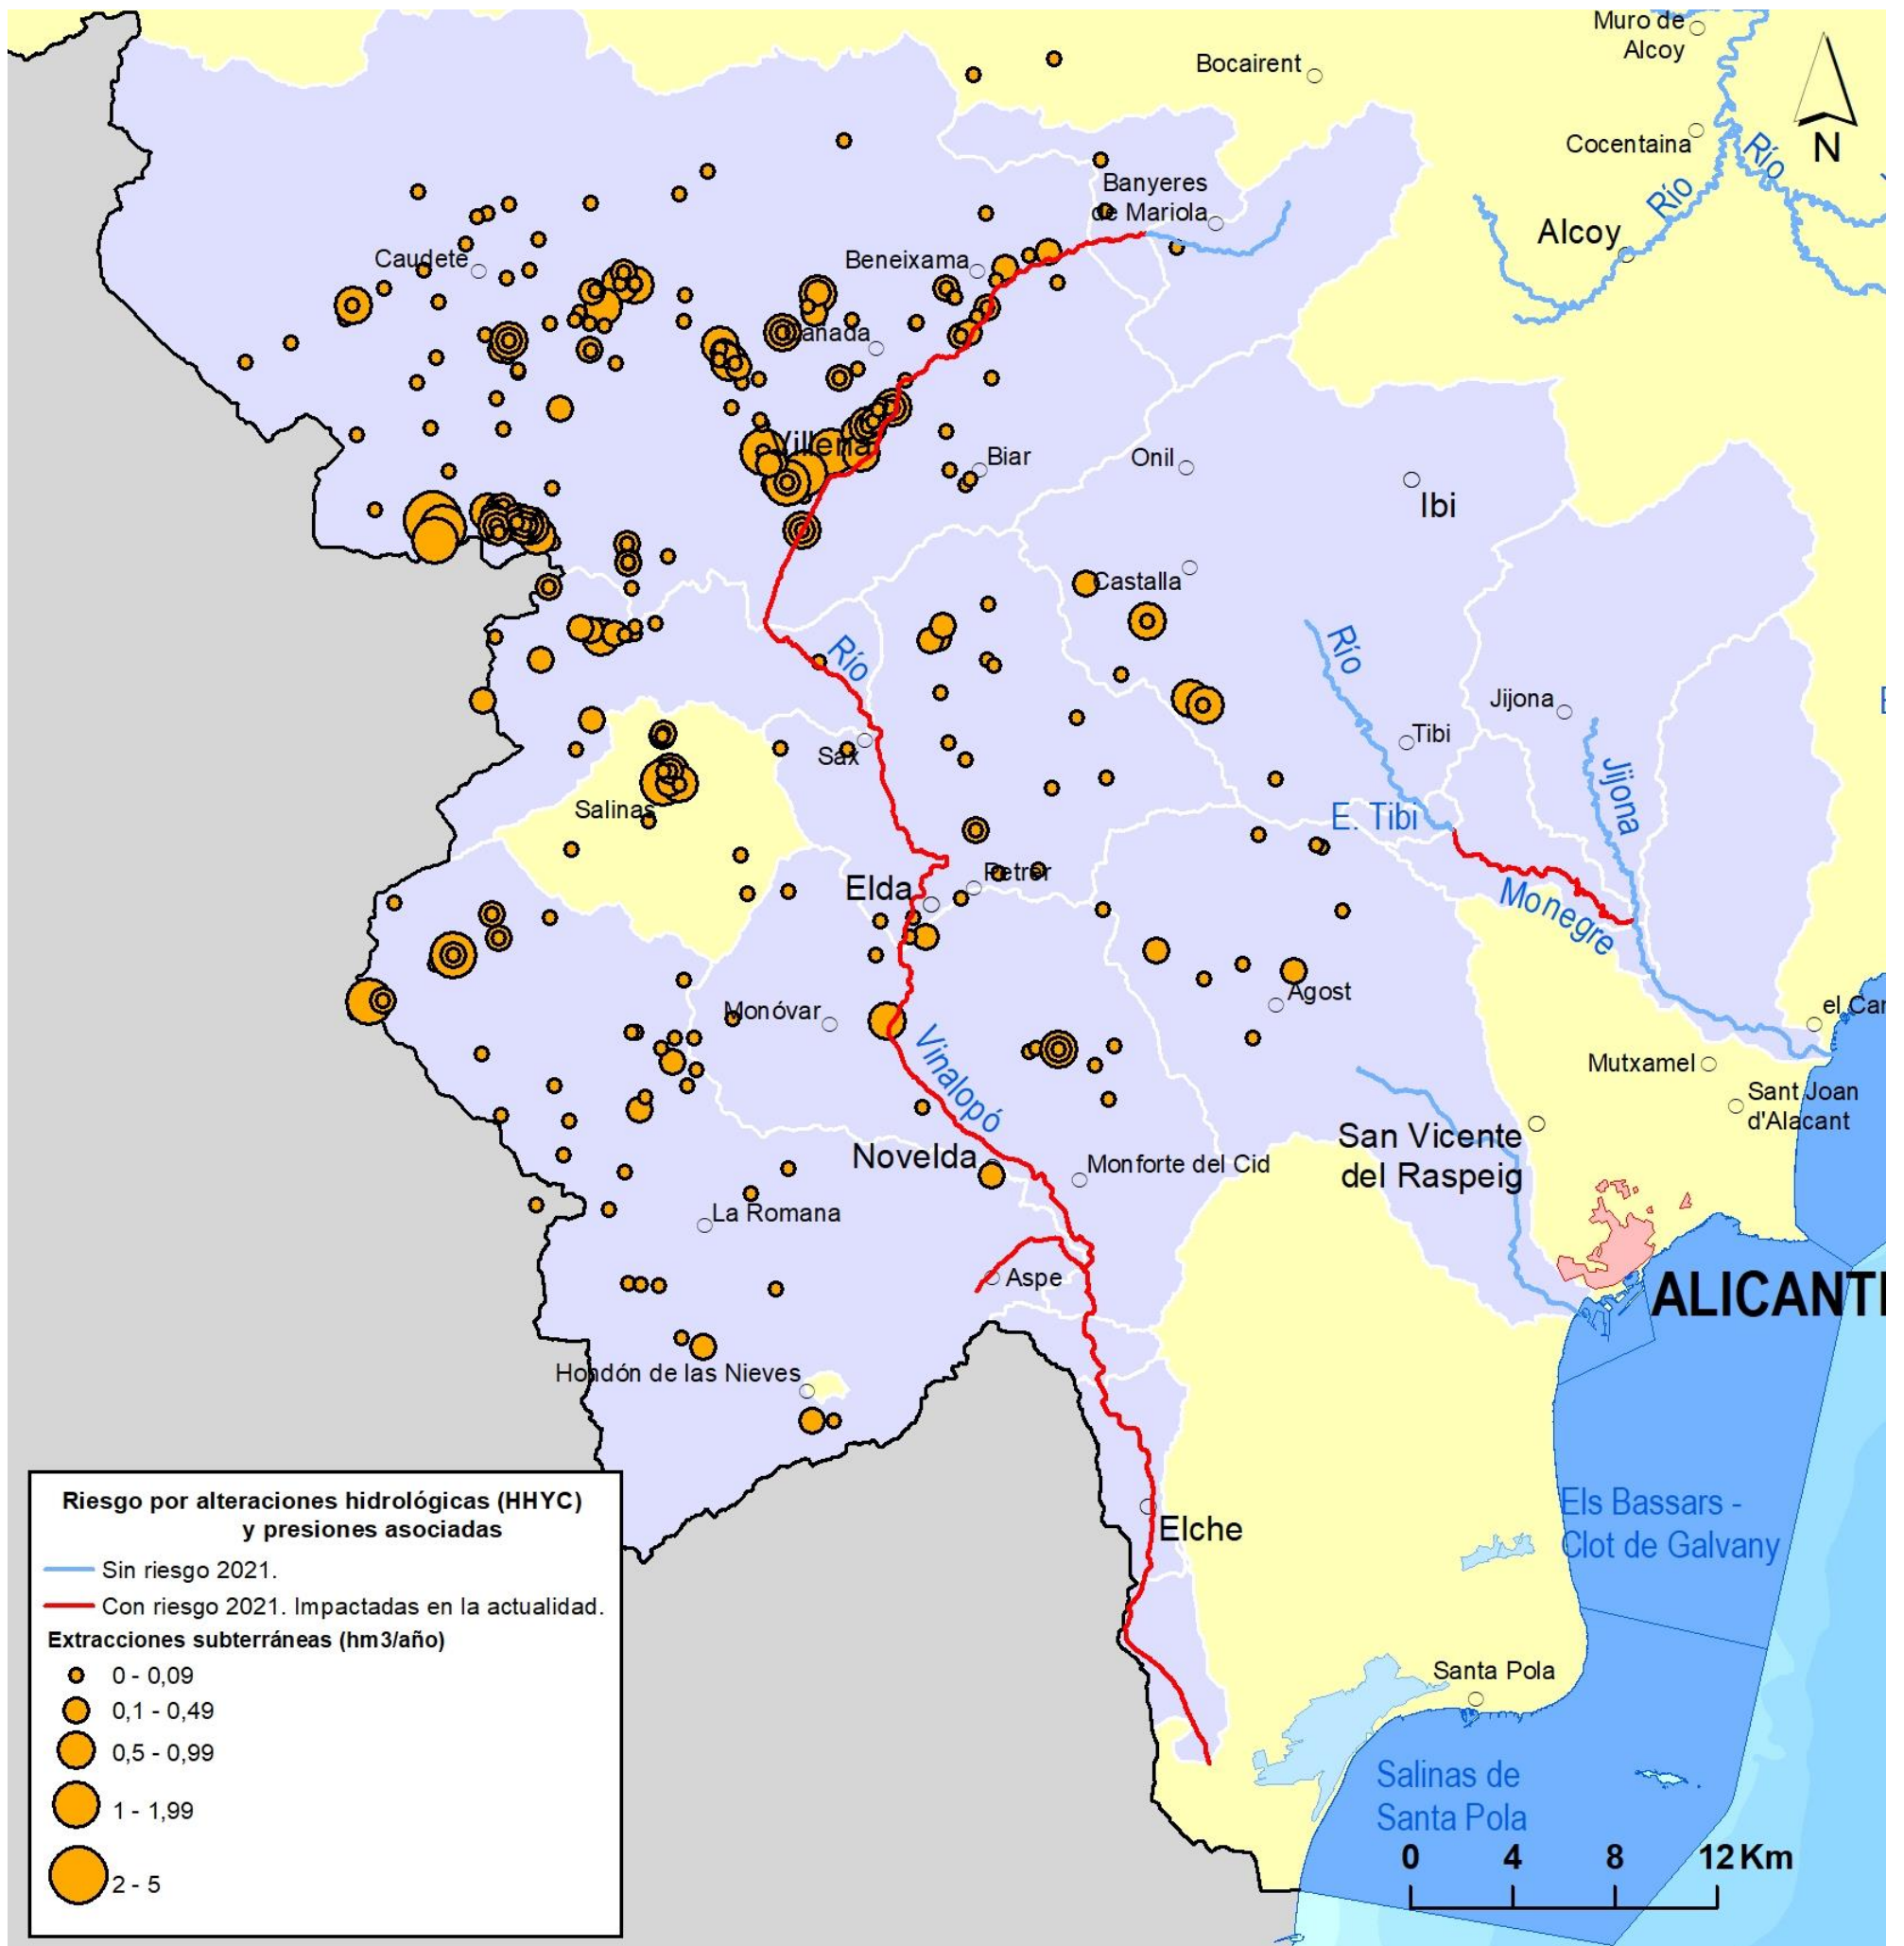 Muro de
Alcoy
Bocairent
N
Cocentaina
Río
Río
Banyeres
de Mariola
Alcoy
Caudete
Beneixama
Cañada
Villena
Biar
Onil
Ibi
Castalla
Río
Río
Jijona
Tibi
Sax
Jijona
Salinas
E. Tibi
Petrer
Elda
Monegre
Agost
Monóvar
el Car
Vinalopó
Mutxamel
Sant Joan
d'Alacant
San Vicente
del Raspeig
Novelda
Monforte del Cid
La Romana
Aspe
ALICANTE
Hondón de las Nieves
Els Bassars -
Clot de Galvany
Elche
Santa Pola
Salinas de
Santa Pola
0 4 8 12 Km
Riesgo por alteraciones hidrológicas (HHYC)
y presiones asociadas
Sin riesgo 2021.
Con riesgo 2021. Impactadas en la actualidad.
Extracciones subterráneas (hm3/año)
0 - 0,09
0,1 - 0,49
0,5 - 0,99
1 - 1,99
2 - 5